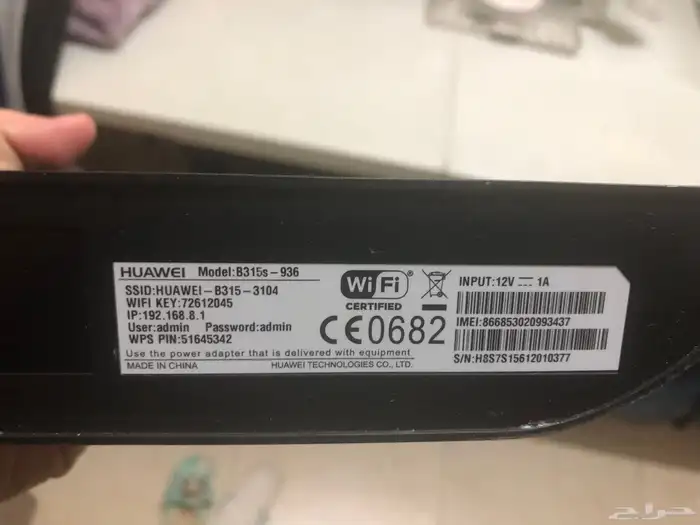 HUAWEI Model:B315s-936
SSID:HUAWEI-B315-3104
WIFI KEY:72612045
IP:192.168.8.1
User:admin Password:admin
WPS PIN:51645342
Use the power adapter that is delivered with equipment
MADE IN CHINA HUAWEI TECHNOLOGIES CO., LTD.
Wi Fi
CERTIFIED
CE0682
INPUT:12V ⎓ 1A
IMEI:866853020993437
S/N:H8S7S15612010377
حراج